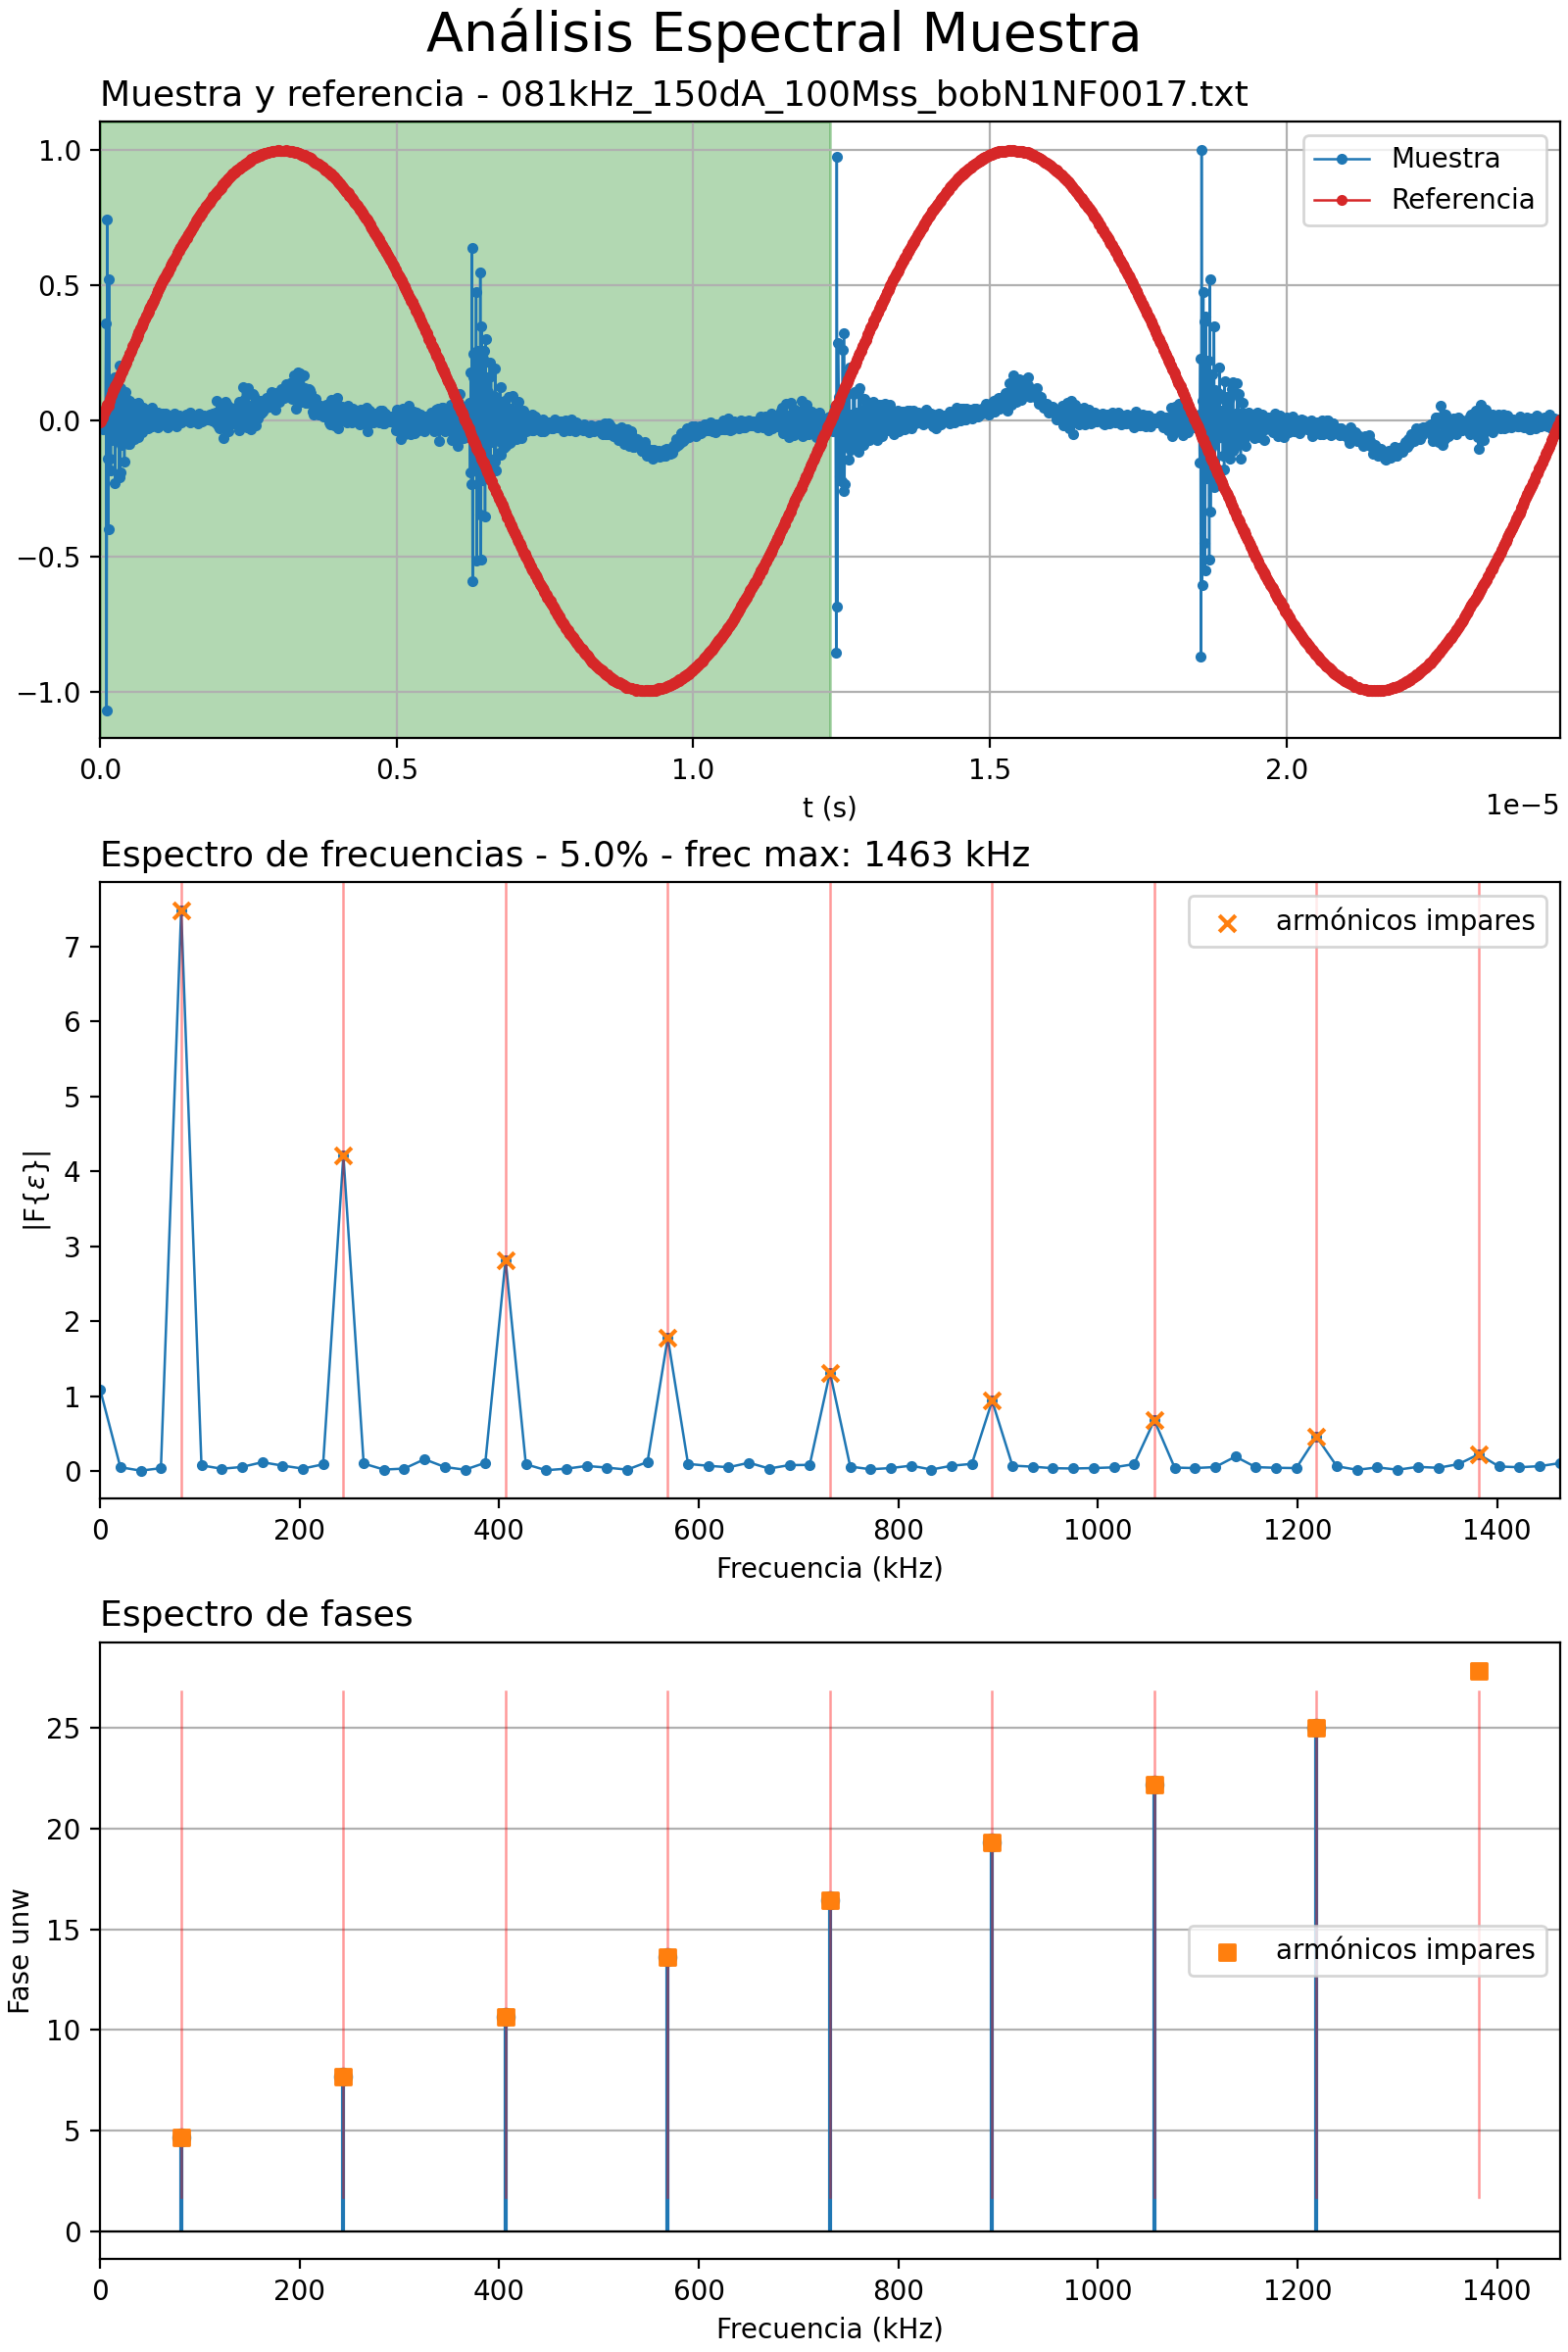 Análisis Espectral Muestra
Muestra y referencia - 081kHz_150dA_100Mss_bobN1NF0017.txt
Muestra
Referencia
1.0
0.5
0.0
−0.5
−1.0
0.0 0.5 1.0 1.5 2.0
t (s)
1e−5
Espectro de frecuencias - 5.0% - frec max: 1463 kHz
armónicos impares
|F{ε}|
7
6
5
4
3
2
1
0
0 200 400 600 800 1000 1200 1400
Frecuencia (kHz)
Espectro de fases
Fase unw
25
20
15
10
5
0
armónicos impares
0 200 400 600 800 1000 1200 1400
Frecuencia (kHz)